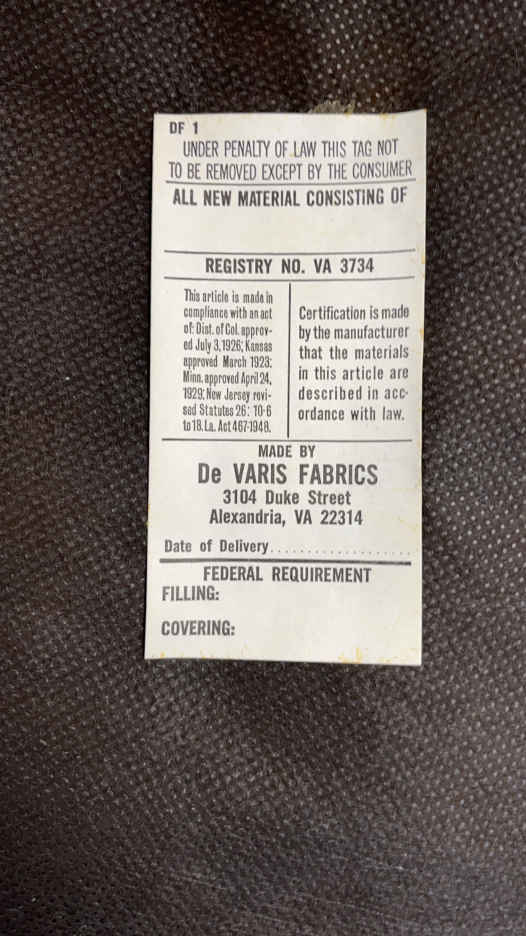 DF 1
UNDER PENALTY OF LAW THIS TAG NOT
TO BE REMOVED EXCEPT BY THE CONSUMER
ALL NEW MATERIAL CONSISTING OF
REGISTRY NO. VA 3734
This article is made in
compliance with an act
of: Dist. of Col. approv-
ed July 3,1926; Kansas
approved March 1923;
Minn. approved April 24,
1929; New Jersey revi-
sed Statutes 26: 10-6
to 18. La. Act 467-1948.
Certification is made
by the manufacturer
that the materials
in this article are
described in acc-
ordance with law.
MADE BY
De VARIS FABRICS
3104 Duke Street
Alexandria, VA 22314
Date of Delivery....................
FEDERAL REQUIREMENT
FILLING:
COVERING: